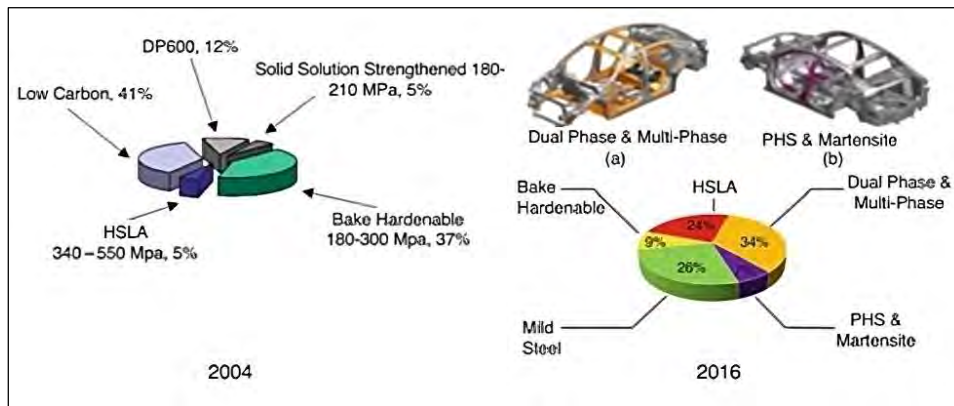 DP600, 12%
Solid Solution Strengthened 180-
210 MPa, 5%
Low Carbon, 41%
HSLA
340–550 Mpa, 5%
Bake Hardenable
180-300 Mpa, 37%
2004
Dual Phase & Multi-Phase
(a)
PHS & Martensite
(b)
Bake
Hardenable
HSLA
Dual Phase &
Multi-Phase
24%
34%
9%
26%
Mild
Steel
PHS &
Martensite
2016